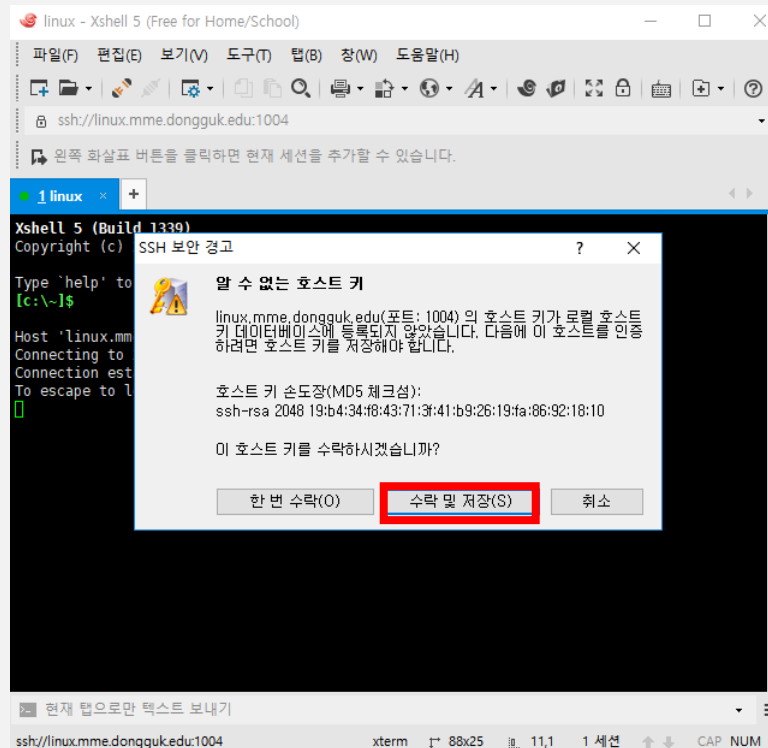 linux - Xshell 5 (Free for Home/School)
파일(F) 편집(E) 보기(V) 도구(T) 탭(B) 창(W) 도움말(H)
ssh://linux.mme.dongguk.edu:1004
왼쪽 화살표 버튼을 클릭하면 현재 세션을 추가할 수 있습니다.
1 linux
Xshell 5 (Build 1339)
Copyright (c)
Type `help' to
[c:\~]$
Host 'linux.mm
Connecting to
Connection est
To escape to l
SSH 보안 경고
알 수 없는 호스트 키
linux.mme.dongguk.edu(포트: 1004) 의 호스트 키가 로컬 호스트
키 데이터베이스에 등록되지 않았습니다. 다음에 이 호스트를 인증
하려면 호스트 키를 저장해야 합니다.
호스트 키 손도장(MD5 체크섬):
ssh-rsa 2048 19:b4:34:f8:43:71:3f:41:b9:26:19:fa:86:92:18:10
이 호스트 키를 수락하시겠습니까?
한 번 수락(O) 수락 및 저장(S) 취소
현재 탭으로만 텍스트 보내기
ssh://linux.mme.dongguk.edu:1004 xterm 88x25 11,1 1 세션 CAP NUM